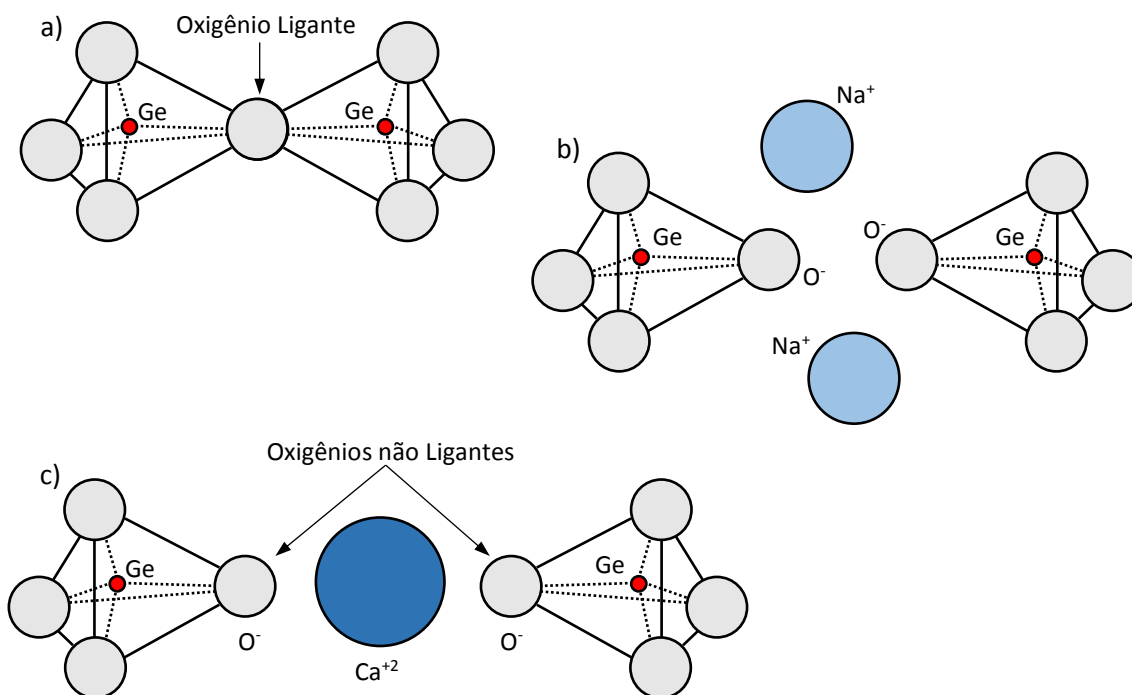 a)
Oxigênio Ligante
Ge
Ge
b)
Na⁺
Ge
O⁻
O⁻
Ge
Na⁺
c)
Oxigênios não Ligantes
Ge
O⁻
Ca⁺²
O⁻
Ge